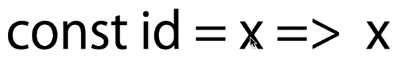 const id = x => x